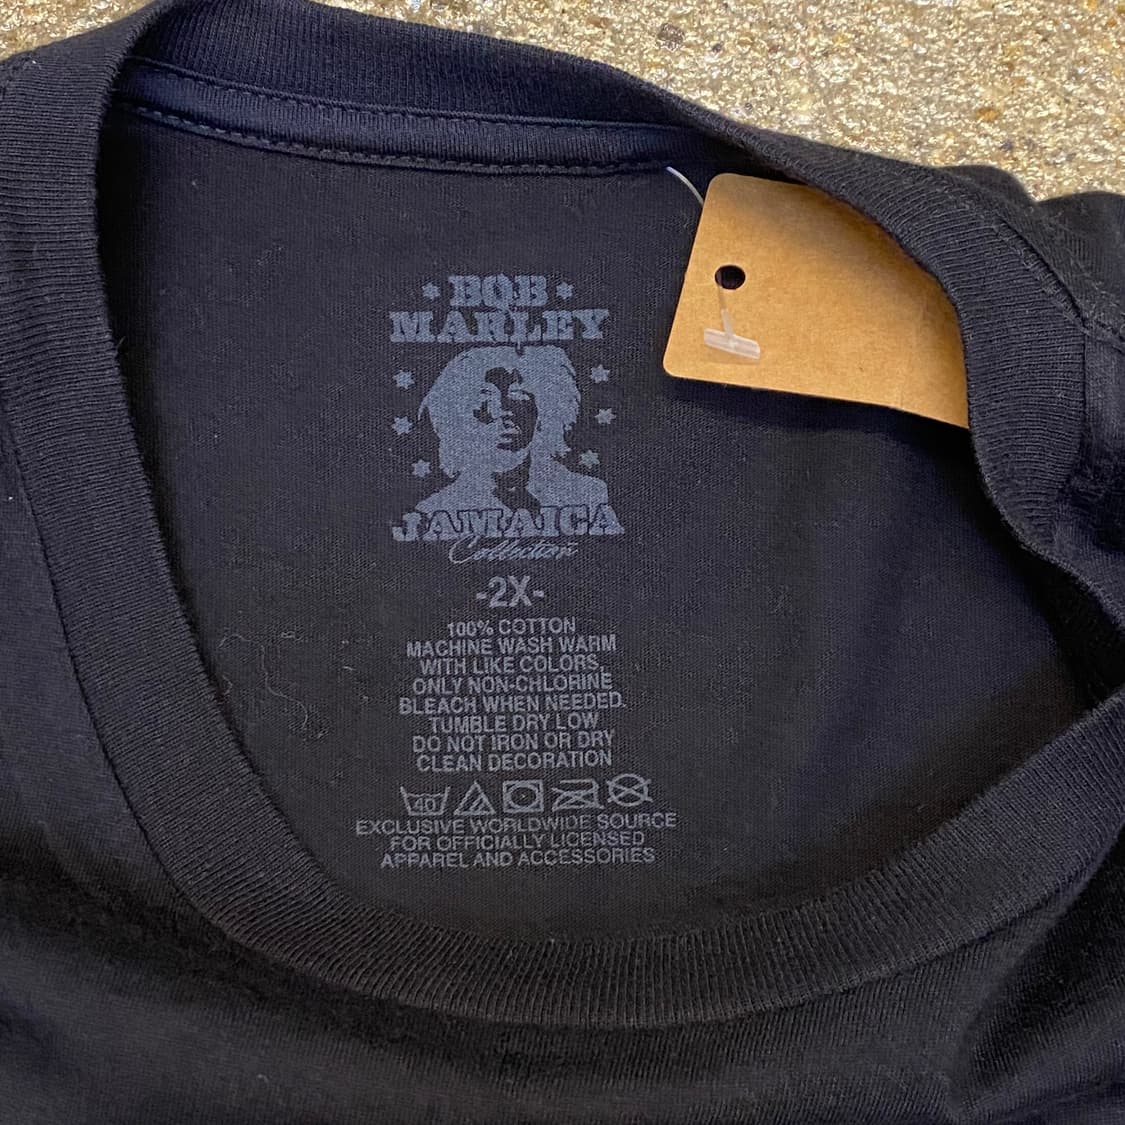 BOB
MARLEY
JAMAICA
Collection
-2X-
100% COTTON
MACHINE WASH WARM
WITH LIKE COLORS,
ONLY NON-CHLORINE
BLEACH WHEN NEEDED.
TUMBLE DRY LOW
DO NOT IRON OR DRY
CLEAN DECORATION
40
EXCLUSIVE WORLDWIDE SOURCE
FOR OFFICIALLY LICENSED
APPAREL AND ACCESSORIES